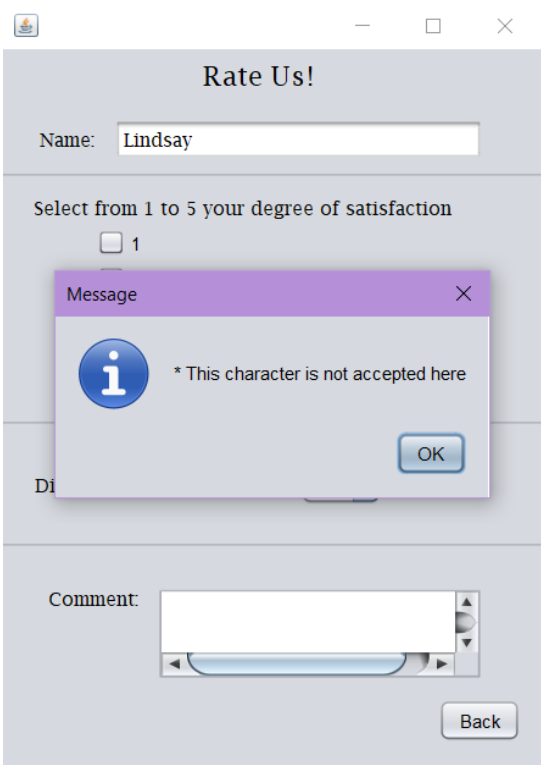 Rate Us!
Name: Lindsay
Select from 1 to 5 your degree of satisfaction
1
Message
* This character is not accepted here
OK
Di
Comment:
Back